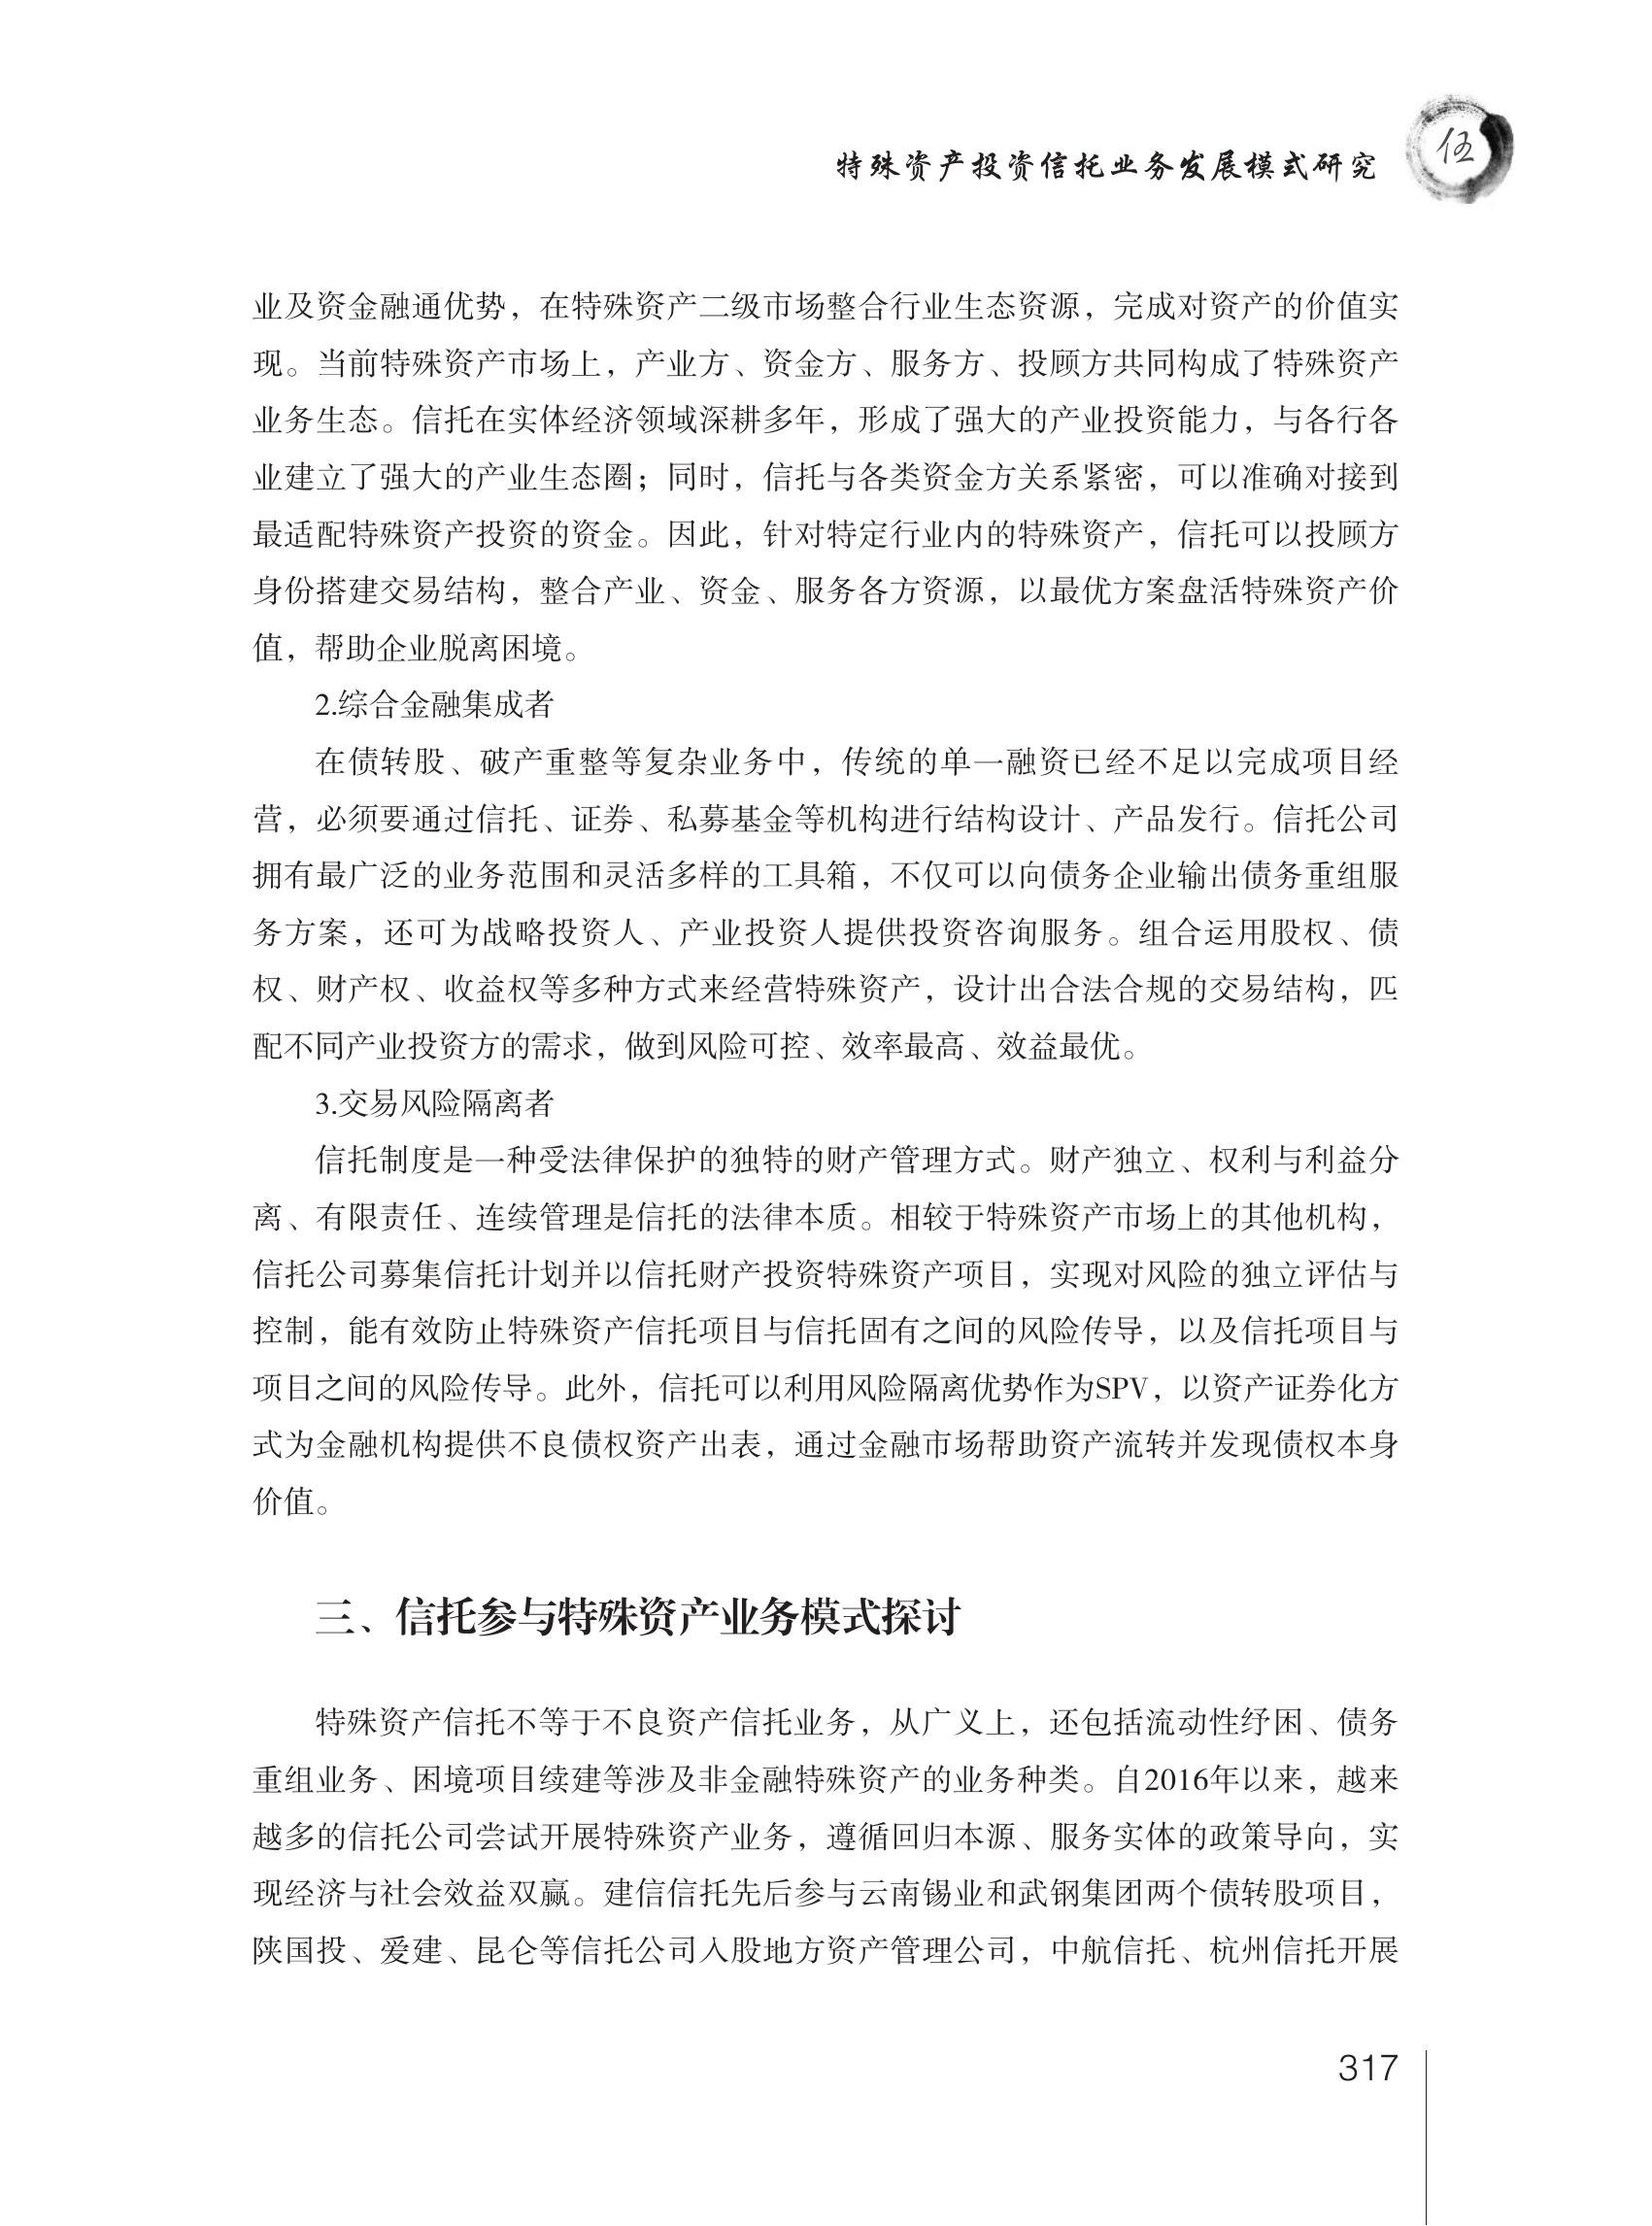 特殊资产投资信托业务发展模式研究
伍
业及资金融通优势，在特殊资产二级市场整合行业生态资源，完成对资产的价值实
现。当前特殊资产市场上，产业方、资金方、服务方、投顾方共同构成了特殊资产
业务生态。信托在实体经济领域深耕多年，形成了强大的产业投资能力，与各行各
业建立了强大的产业生态圈；同时，信托与各类资金方关系紧密，可以准确对接到
最适配特殊资产投资的资金。因此，针对特定行业内的特殊资产，信托可以投顾方
身份搭建交易结构，整合产业、资金、服务各方资源，以最优方案盘活特殊资产价
值，帮助企业脱离困境。
2.综合金融集成者
在债转股、破产重整等复杂业务中，传统的单一融资已经不足以完成项目经
营，必须要通过信托、证券、私募基金等机构进行结构设计、产品发行。信托公司
拥有最广泛的业务范围和灵活多样的工具箱，不仅可以向债务企业输出债务重组服
务方案，还可为战略投资人、产业投资人提供投资咨询服务。组合运用股权、债
权、财产权、收益权等多种方式来经营特殊资产，设计出合法合规的交易结构，匹
配不同产业投资方的需求，做到风险可控、效率最高、效益最优。
3.交易风险隔离者
信托制度是一种受法律保护的独特的财产管理方式。财产独立、权利与利益分
离、有限责任、连续管理是信托的法律本质。相较于特殊资产市场上的其他机构，
信托公司募集信托计划并以信托财产投资特殊资产项目，实现对风险的独立评估与
控制，能有效防止特殊资产信托项目与信托固有之间的风险传导，以及信托项目与
项目之间的风险传导。此外，信托可以利用风险隔离优势作为SPV，以资产证券化方
式为金融机构提供不良债权资产出表，通过金融市场帮助资产流转并发现债权本身
价值。
三、信托参与特殊资产业务模式探讨
特殊资产信托不等于不良资产信托业务，从广义上，还包括流动性纾困、债务
重组业务、困境项目续建等涉及非金融特殊资产的业务种类。自2016年以来，越来
越多的信托公司尝试开展特殊资产业务，遵循回归本源、服务实体的政策导向，实
现经济与社会效益双赢。建信信托先后参与云南锡业和武钢集团两个债转股项目，
陕国投、爱建、昆仑等信托公司入股地方资产管理公司，中航信托、杭州信托开展
317